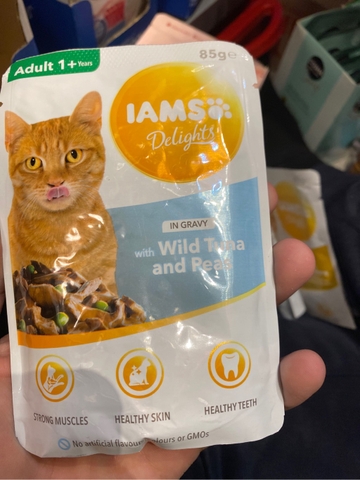 Adult 1+ Years
85g e
IAMS
Delights
IN GRAVY
with Wild Tuna
and Peas
STRONG MUSCLES
HEALTHY SKIN
HEALTHY TEETH
No artificial flavour colours or GMOs